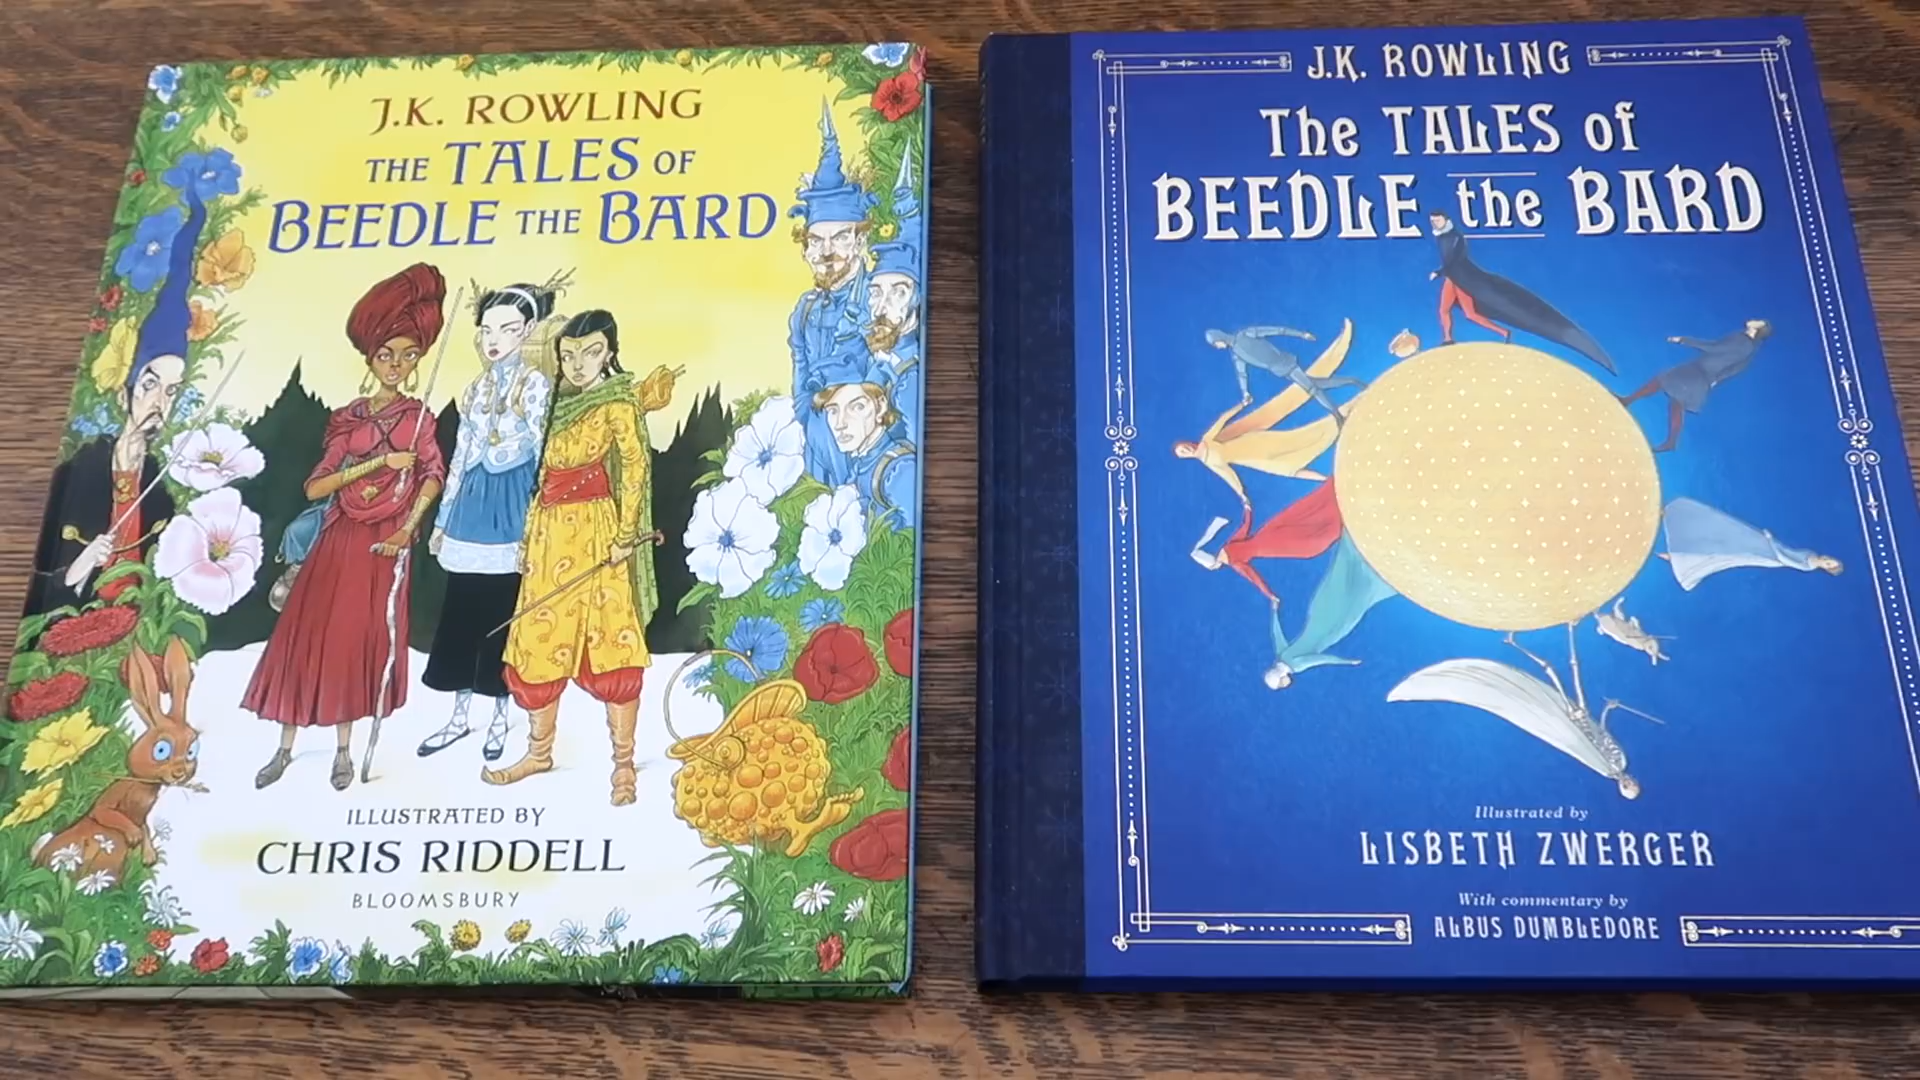 J.K. ROWLING
THE TALES OF
BEEDLE THE BARD
ILLUSTRATED BY
CHRIS RIDDELL
BLOOMSBURY
J.K. ROWLING
The TALES of
BEEDLE the BARD
Illustrated by
LISBETH ZWERGER
With commentary by
ALBUS DUMBLEDORE